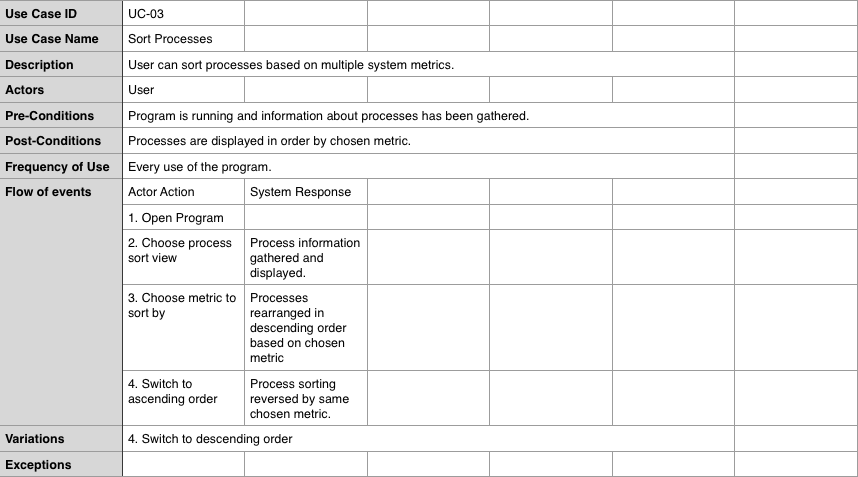 Use Case ID UC-03
Use Case Name Sort Processes
Description User can sort processes based on multiple system metrics.
Actors User
Pre-Conditions Program is running and information about processes has been gathered.
Post-Conditions Processes are displayed in order by chosen metric.
Frequency of Use Every use of the program.
Flow of events Actor Action System Response
1. Open Program
2. Choose process
sort view
Process information
gathered and
displayed.
3. Choose metric to
sort by
Processes
rearranged in
descending order
based on chosen
metric
4. Switch to
ascending order
Process sorting
reversed by same
chosen metric.
Variations 4. Switch to descending order
Exceptions